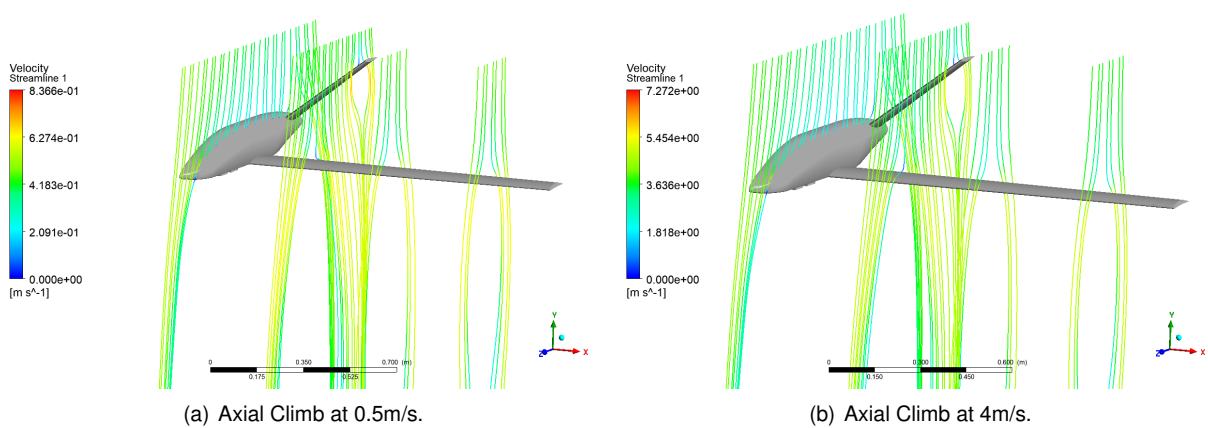 Velocity
Streamline 1
8.366e-01
6.274e-01
4.183e-01
2.091e-01
0.000e+00
[m s^-1]
0 0.350 0.700 (m)
0.175 0.525
Y
Z X
(a) Axial Climb at 0.5m/s.
Velocity
Streamline 1
7.272e+00
5.454e+00
3.636e+00
1.818e+00
0.000e+00
[m s^-1]
0 0.300 0.600 (m)
0.150 0.450
Y
Z X
(b) Axial Climb at 4m/s.